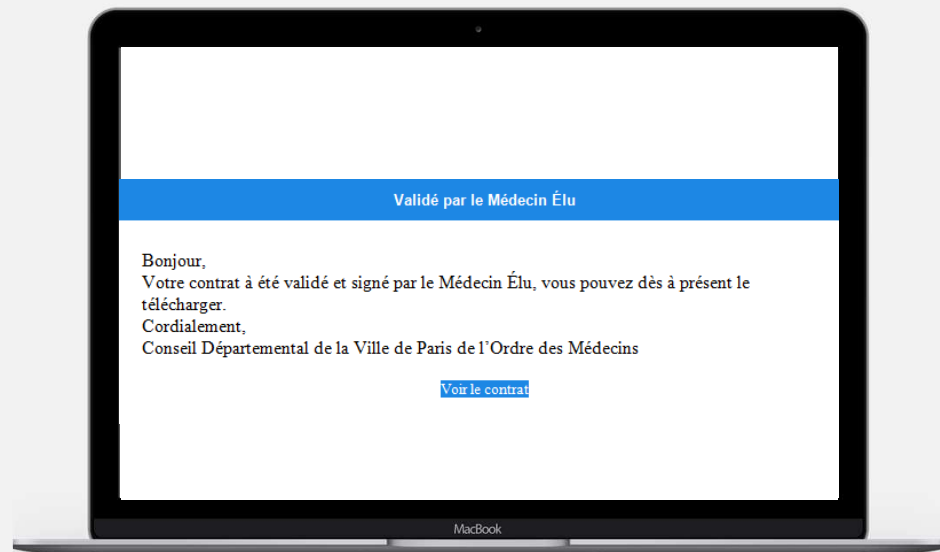 Validé par le Médecin Élu
Bonjour,
Votre contrat à été validé et signé par le Médecin Élu, vous pouvez dès à présent le
télécharger.
Cordialement,
Conseil Départemental de la Ville de Paris de l'Ordre des Médecins
Voir le contrat
MacBook